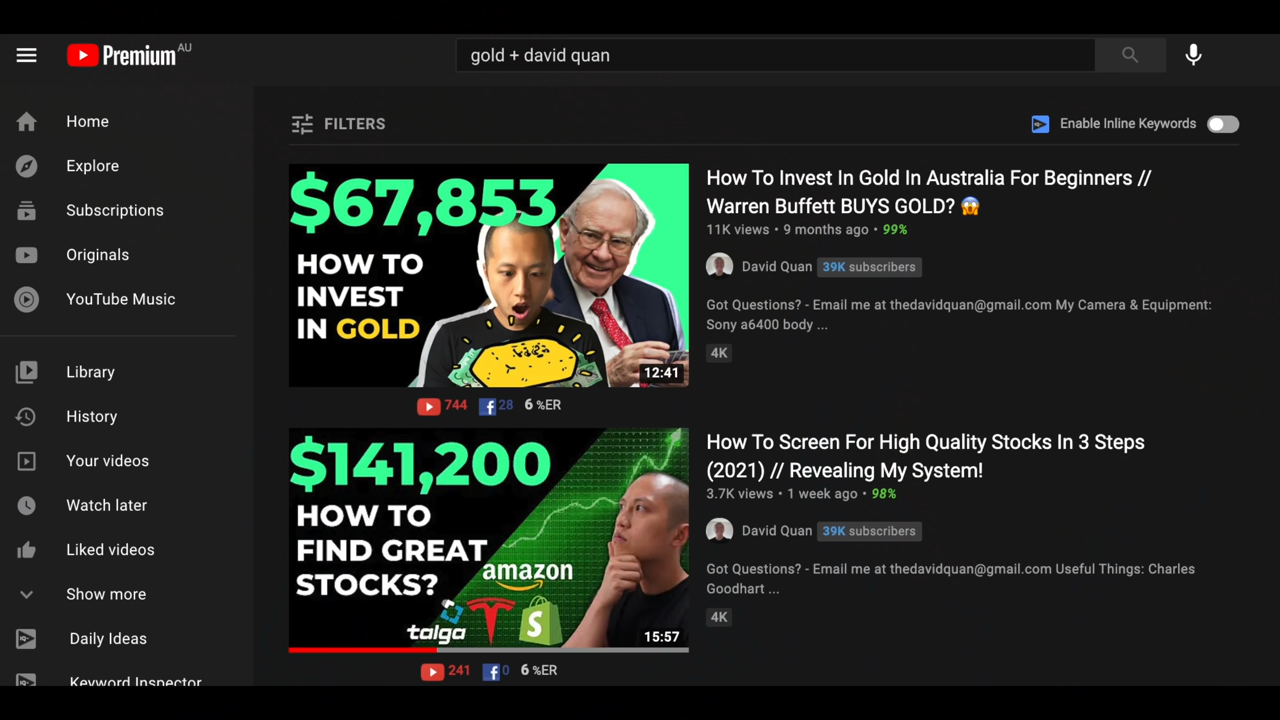 Premium AU
gold + david quan
Home
Explore
Subscriptions
Originals
YouTube Music
Library
History
Your videos
Watch later
Liked videos
Show more
Daily Ideas
Keyword Inspector
FILTERS
Enable Inline Keywords
$67,853
HOW TO
INVEST
IN GOLD
12:41
744 28 6 %ER
How To Invest In Gold In Australia For Beginners //
Warren Buffett BUYS GOLD? 😱
11K views • 9 months ago • 99%
David Quan 39K subscribers
Got Questions? - Email me at thedavidquan@gmail.com My Camera & Equipment:
Sony a6400 body ...
4K
$141,200
HOW TO
FIND GREAT
STOCKS?
amazon
talga
S
15:57
241 0 6 %ER
How To Screen For High Quality Stocks In 3 Steps
(2021) // Revealing My System!
3.7K views • 1 week ago • 98%
David Quan 39K subscribers
Got Questions? - Email me at thedavidquan@gmail.com Useful Things: Charles
Goodhart ...
4K